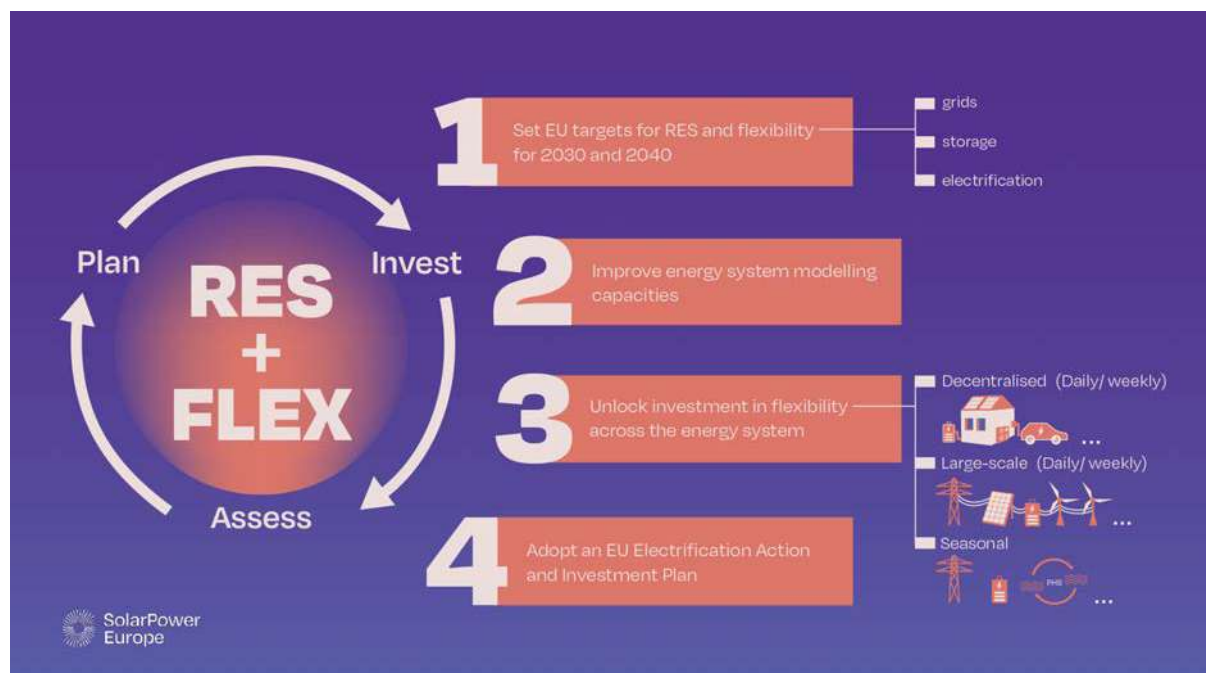 Plan
Invest
Assess
RES
+
FLEX
1
Set EU targets for RES and flexibility
for 2030 and 2040
grids
storage
electrification
2
Improve energy system modelling
capacities
3
Unlock investment in flexibility
across the energy system
Decentralised (Daily/ weekly)
...
Large-scale (Daily/ weekly)
...
Seasonal
PHS
...
4
Adopt an EU Electrification Action
and Investment Plan
SolarPower
Europe